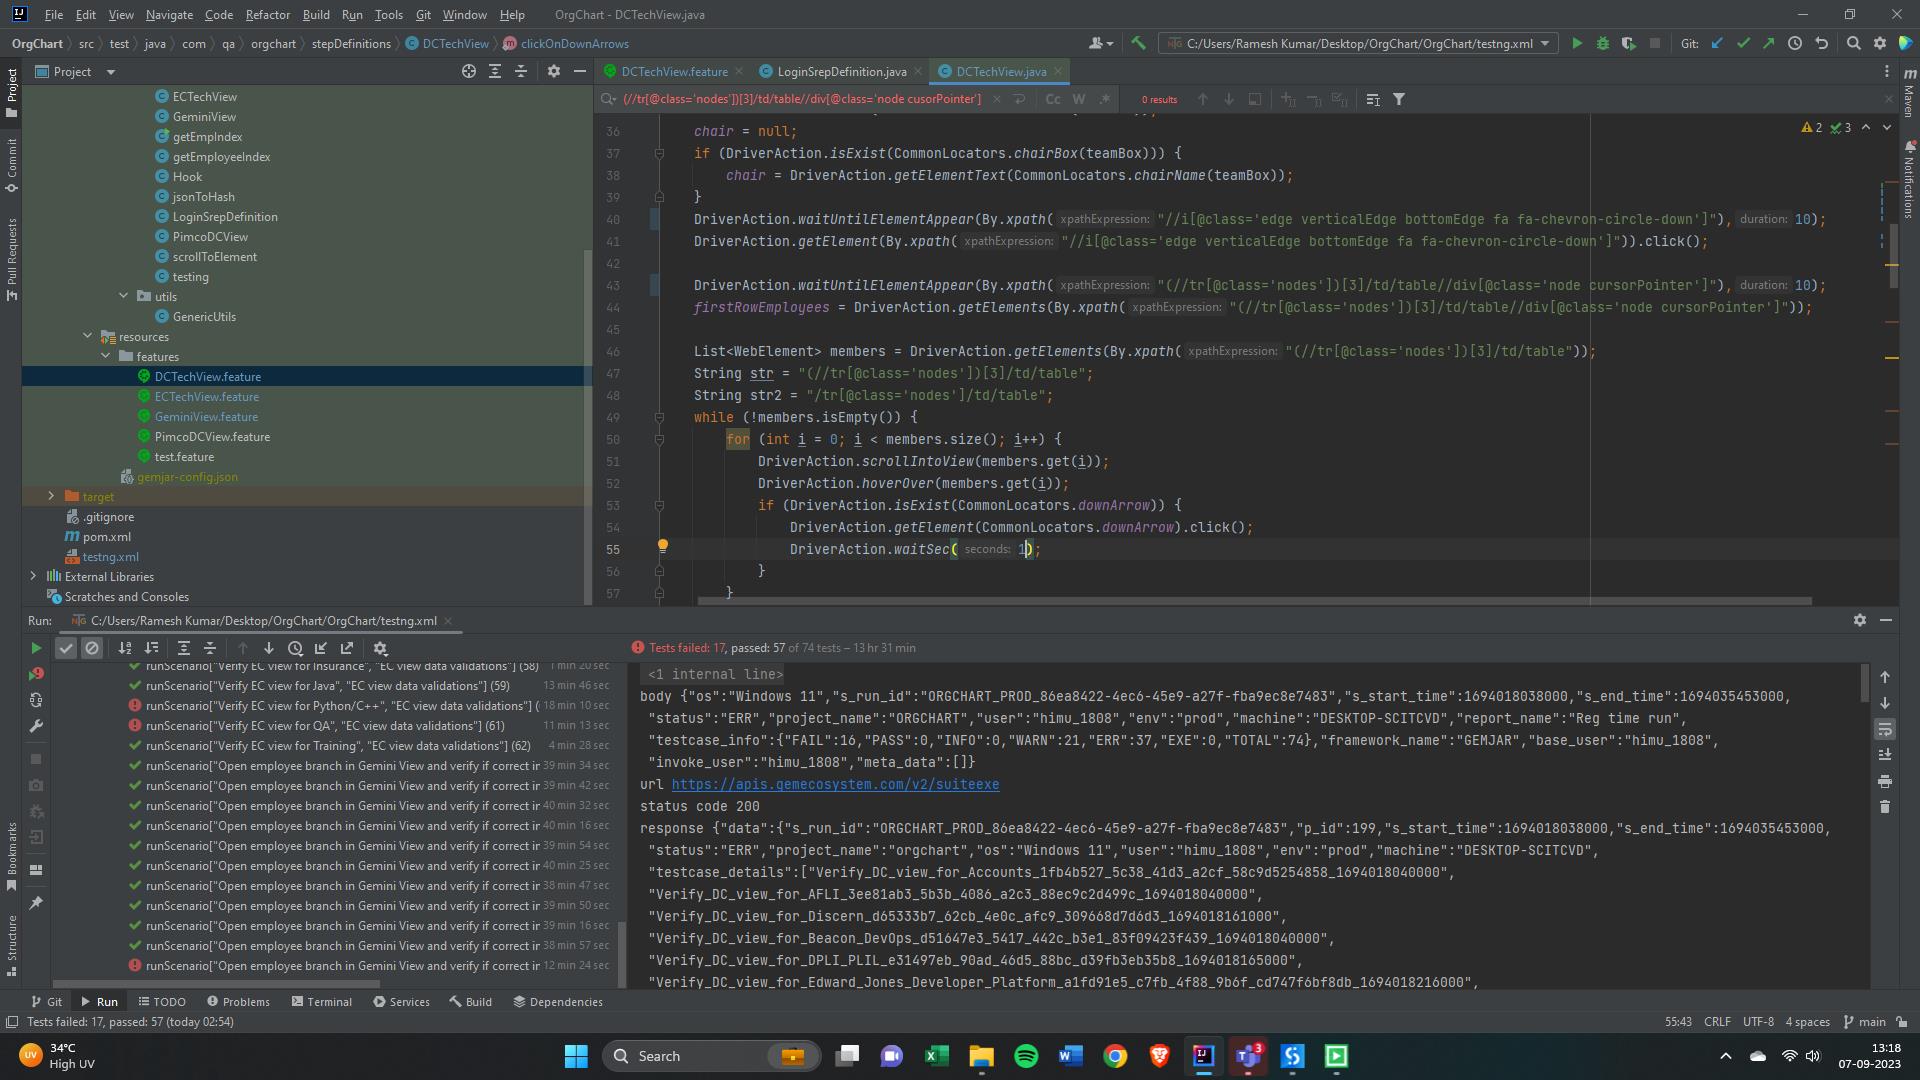 File Edit View Navigate Code Refactor Build Run Tools Git Window Help OrgChart - DCTechView.java
OrgChart src test java com qa orgchart stepDefinitions DCTechView clickOnDownArrows
C:/Users/Ramesh Kumar/Desktop/OrgChart/OrgChart/testng.xml
Git:
Project
DCTechView.feature LoginSrepDefinition.java DCTechView.java
(//tr[@class='nodes'])[3]/td/table//div[@class='node cusorPointer'] Cc W .* 0 results
Project
Commit
Pull Requests
Bookmarks
Structure
Maven
Notifications
ECTechView
GeminiView
getEmpIndex
getEmployeeIndex
Hook
jsonToHash
LoginSrepDefinition
PimcoDCView
scrollToElement
testing
utils
GenericUtils
resources
features
DCTechView.feature
ECTechView.feature
GeminiView.feature
PimcoDCView.feature
test.feature
gemjar-config.json
target
.gitignore
pom.xml
testng.xml
External Libraries
Scratches and Consoles
2 3
36 chair = null;
37 if (DriverAction.isExist(CommonLocators.chairBox(teamBox))) {
38 chair = DriverAction.getElementText(CommonLocators.chairName(teamBox));
39 }
40 DriverAction.waitUntilElementAppear(By.xpath( xpathExpression: "//i[@class='edge verticalEdge bottomEdge fa fa-chevron-circle-down']"), duration: 10);
41 DriverAction.getElement(By.xpath( xpathExpression: "//i[@class='edge verticalEdge bottomEdge fa fa-chevron-circle-down']")).click();
42
43 DriverAction.waitUntilElementAppear(By.xpath( xpathExpression: "(//tr[@class='nodes'])[3]/td/table//div[@class='node cursorPointer']"), duration: 10);
44 firstRowEmployees = DriverAction.getElements(By.xpath( xpathExpression: "(//tr[@class='nodes'])[3]/td/table//div[@class='node cursorPointer']"));
45
46 List<WebElement> members = DriverAction.getElements(By.xpath( xpathExpression: "(//tr[@class='nodes'])[3]/td/table"));
47 String str = "(//tr[@class='nodes'])[3]/td/table";
48 String str2 = "/tr[@class='nodes']/td/table";
49 while (!members.isEmpty()) {
50 for (int i = 0; i < members.size(); i++) {
51 DriverAction.scrollIntoView(members.get(i));
52 DriverAction.hoverOver(members.get(i));
53 if (DriverAction.isExist(CommonLocators.downArrow)) {
54 DriverAction.getElement(CommonLocators.downArrow).click();
55 DriverAction.waitSec( seconds: 1);
56 }
57 }
Run: C:/Users/Ramesh Kumar/Desktop/OrgChart/OrgChart/testng.xml
Tests failed: 17, passed: 57 of 74 tests – 13 hr 31 min
runScenario["Verify EC view for Insurance", "EC view data validations"] (58) 1 min 20 sec
runScenario["Verify EC view for Java", "EC view data validations"] (59) 13 min 46 sec
runScenario["Verify EC view for Python/C++", "EC view data validations"] ( 18 min 10 sec
runScenario["Verify EC view for QA", "EC view data validations"] (61) 11 min 13 sec
runScenario["Verify EC view for Training", "EC view data validations"] (62) 4 min 28 sec
runScenario["Open employee branch in Gemini View and verify if correct ir 39 min 34 sec
runScenario["Open employee branch in Gemini View and verify if correct ir 39 min 42 sec
runScenario["Open employee branch in Gemini View and verify if correct ir 40 min 32 sec
runScenario["Open employee branch in Gemini View and verify if correct ir 40 min 16 sec
runScenario["Open employee branch in Gemini View and verify if correct ir 39 min 54 sec
runScenario["Open employee branch in Gemini View and verify if correct ir 40 min 25 sec
runScenario["Open employee branch in Gemini View and verify if correct ir 38 min 47 sec
runScenario["Open employee branch in Gemini View and verify if correct ir 39 min 50 sec
runScenario["Open employee branch in Gemini View and verify if correct ir 39 min 16 sec
runScenario["Open employee branch in Gemini View and verify if correct ir 38 min 57 sec
runScenario["Open employee branch in Gemini View and verify if correct ir 12 min 24 sec
<1 internal line>
body {"os":"Windows 11","s_run_id":"ORGCHART_PROD_86ea8422-4ec6-45e9-a27f-fba9ec8e7483","s_start_time":1694018038000,"s_end_time":1694035453000,
"status":"ERR","project_name":"ORGCHART","user":"himu_1808","env":"prod","machine":"DESKTOP-SCITCVD","report_name":"Reg time run",
"testcase_info":{"FAIL":16,"PASS":0,"INFO":0,"WARN":21,"ERR":37,"EXE":0,"TOTAL":74},"framework_name":"GEMJAR","base_user":"himu_1808",
"invoke_user":"himu_1808","meta_data":[]}
url https://apis.gemecosystem.com/v2/suiteexe
status code 200
response {"data":{"s_run_id":"ORGCHART_PROD_86ea8422-4ec6-45e9-a27f-fba9ec8e7483","p_id":199,"s_start_time":1694018038000,"s_end_time":1694035453000,
"status":"ERR","project_name":"orgchart","os":"Windows 11","user":"himu_1808","env":"prod","machine":"DESKTOP-SCITCVD",
"testcase_details":["Verify_DC_view_for_Accounts_1fb4b527_5c38_41d3_a2cf_58c9d5254858_1694018040000",
"Verify_DC_view_for_AFLI_3ee81ab3_5b3b_4086_a2c3_88ec9c2d499c_1694018040000",
"Verify_DC_view_for_Discern_d65333b7_62cb_4e0c_afc9_309668d7d6d3_1694018161000",
"Verify_DC_view_for_Beacon_DevOps_d51647e3_5417_442c_b3e1_83f09423f439_1694018040000",
"Verify_DC_view_for_DPLI_PLIL_e31497eb_90ad_46d5_88bc_d39fb3eb35b8_1694018165000",
"Verify_DC_view_for_Edward_Jones_Developer_Platform_a1fd91e5_c7fb_4f88_9b6f_cd747f6bf8db_1694018216000",
Git Run TODO Problems Terminal Services Build Dependencies
Tests failed: 17, passed: 57 (today 02:54) 55:43 CRLF UTF-8 4 spaces main
UV 34°C
High UV
Search
3
13:18
07-09-2023